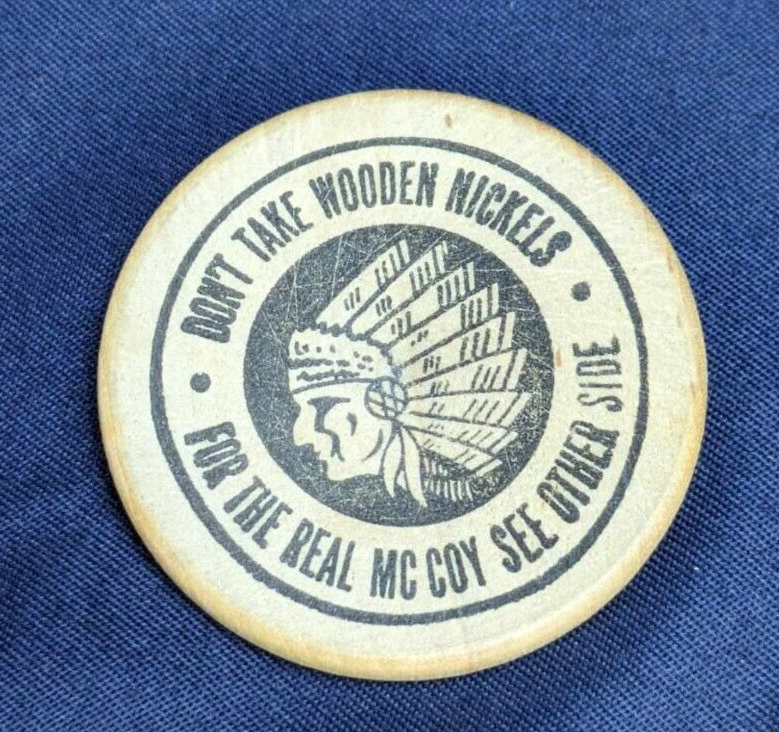 DON'T TAKE WOODEN NICKELS
FOR THE REAL MC COY SEE OTHER SIDE